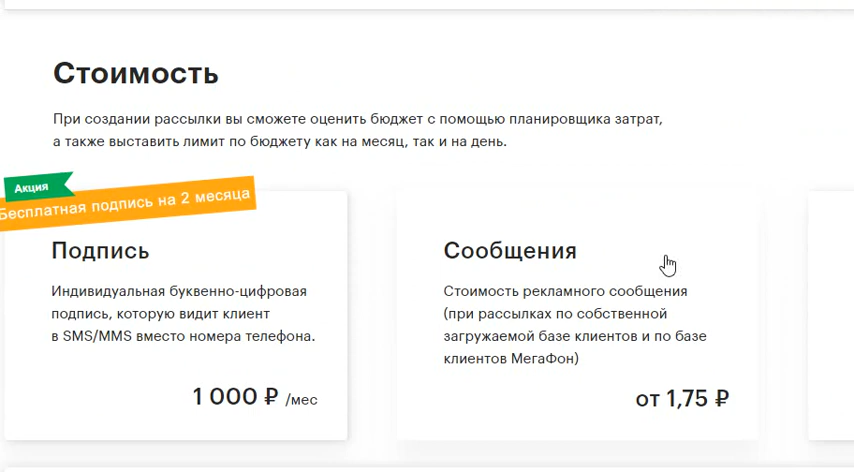 Стоимость
При создании рассылки вы сможете оценить бюджет с помощью планировщика затрат,
а также выставить лимит по бюджету как на месяц, так и на день.
Акция
Бесплатная подпись на 2 месяца
Подпись
Индивидуальная буквенно-цифровая
подпись, которую видит клиент
в SMS/MMS вместо номера телефона.
1 000 ₽ /мес
Сообщения
Стоимость рекламного сообщения
(при рассылках по собственной
загружаемой базе клиентов и по базе
клиентов МегаФон)
от 1,75 ₽